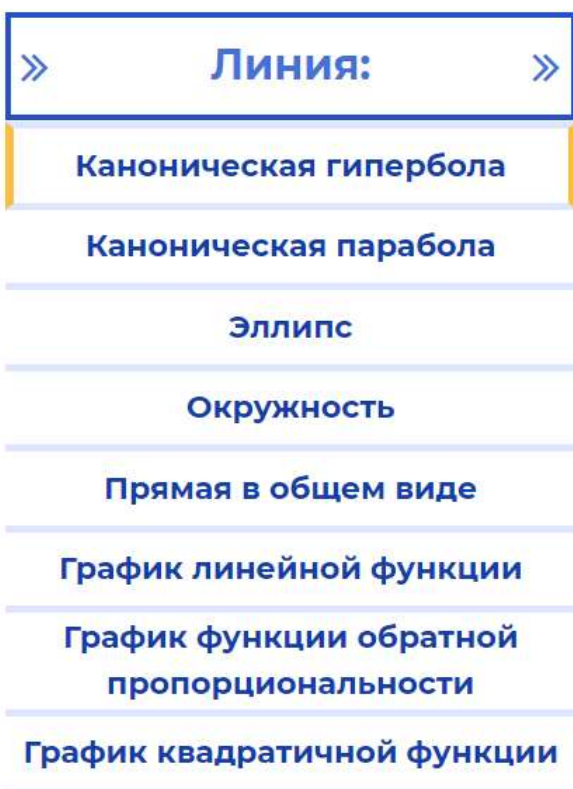 Линия:
Каноническая гипербола
Каноническая парабола
Эллипс
Окружность
Прямая в общем виде
График линейной функции
График функции обратной
пропорциональности
График квадратичной функции